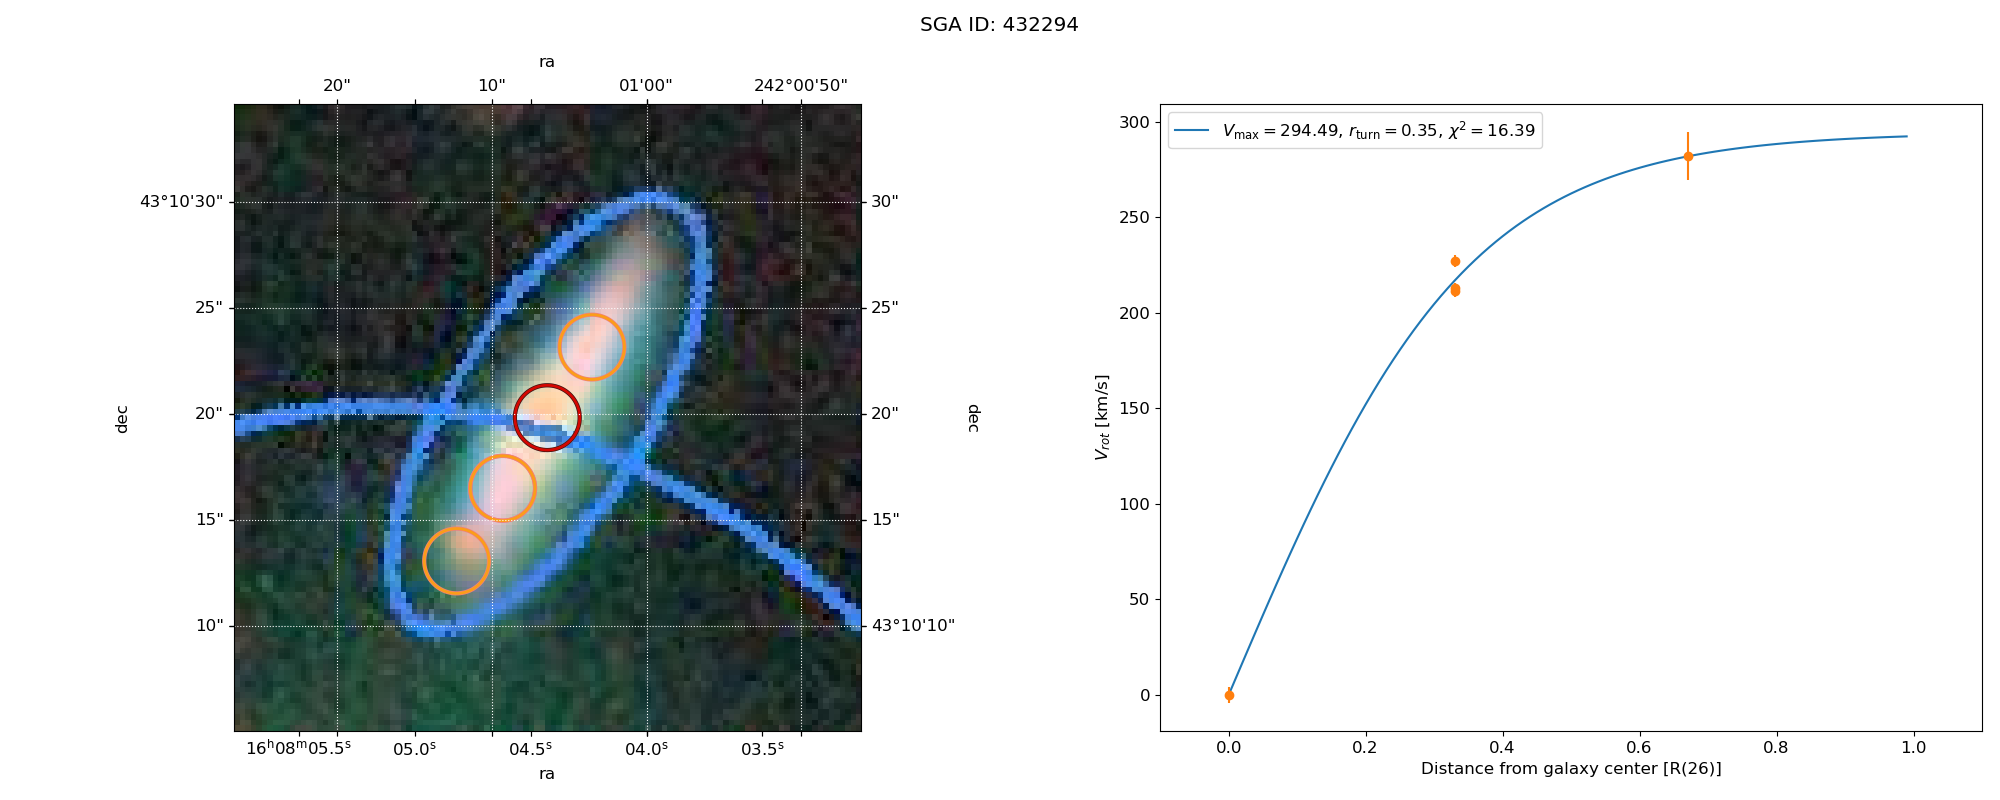 SGA ID: 432294
ra
20" 10" 01'00" 242°00'50"
43°10'30" 30"
25" 25"
20" 20"
15" 15"
10" 43°10'10"
dec
dec
16h08m05.5s 05.0s 04.5s 04.0s 03.5s
ra
Vmax = 294.49, rturn = 0.35, χ² = 16.39
300
250
200
150
100
50
0
Vrot [km/s]
0.0 0.2 0.4 0.6 0.8 1.0
Distance from galaxy center [R(26)]